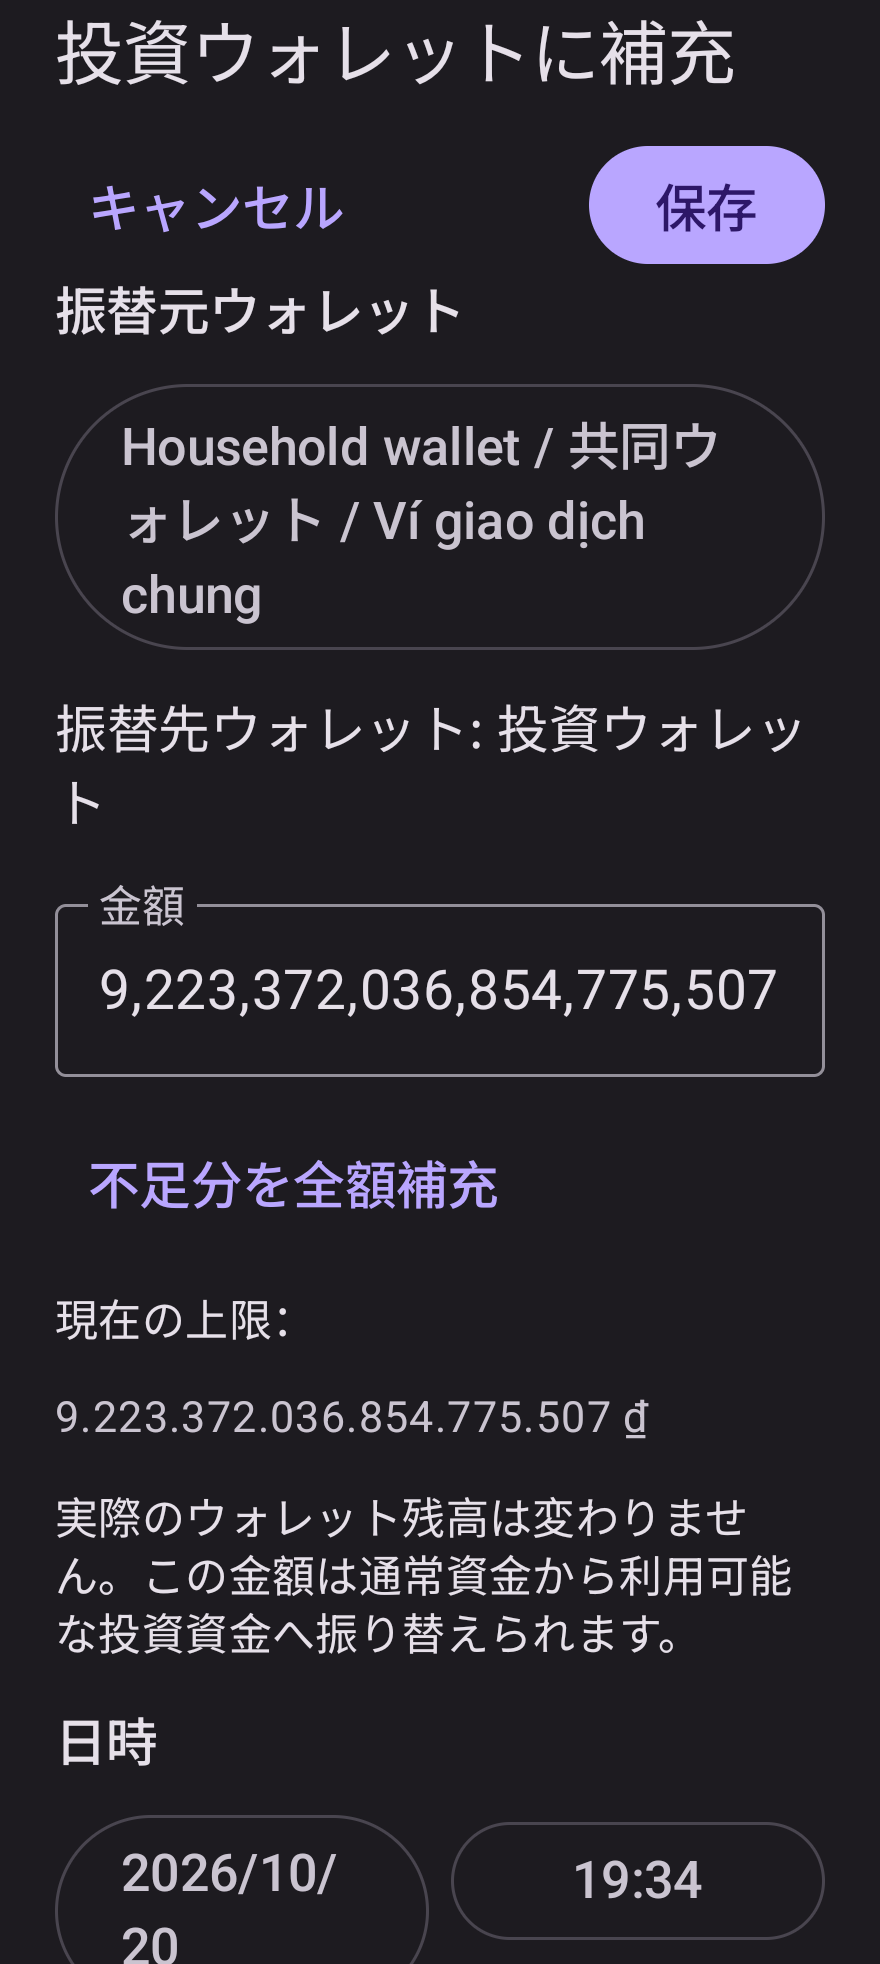 投資ウォレットに補充
キャンセル
保存
振替元ウォレット
Household wallet / 共同ウ
ォレット / Ví giao dịch
chung
振替先ウォレット: 投資ウォレッ
ト
金額
9,223,372,036,854,775,507
不足分を全額補充
現在の上限:
9.223.372.036.854.775.507 ₫
実際のウォレット残高は変わりませ
ん。この金額は通常資金から利用可能
な投資資金へ振り替えられます。
日時
2026/10/
20
19:34